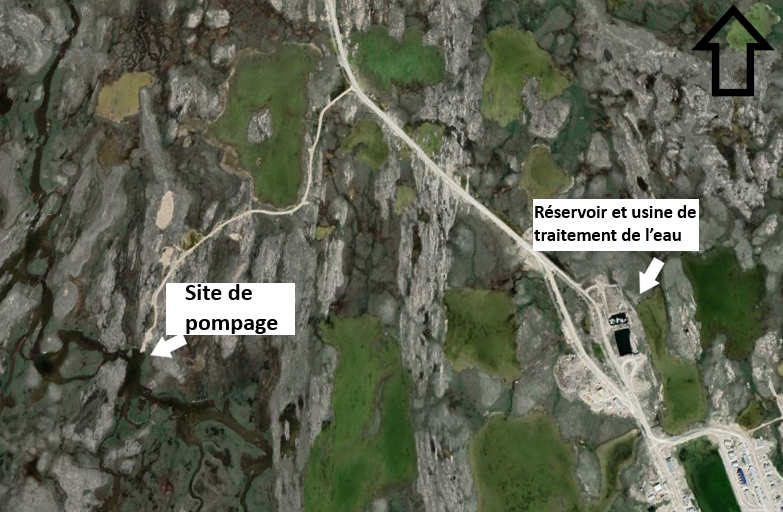 Réservoir et usine de
traitement de l’eau
Site de
pompage